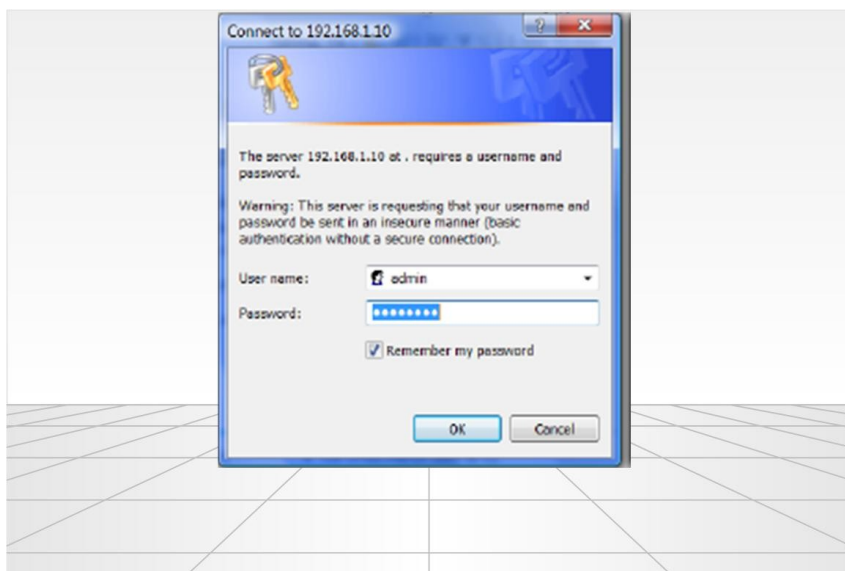 Connect to 192.168.1.10
The server 192.168.1.10 at . requires a username and
password.
Warning: This server is requesting that your username and
password be sent in an insecure manner (basic
authentication without a secure connection).
User name:
admin
Password:
Remember my password
OK
Cancel